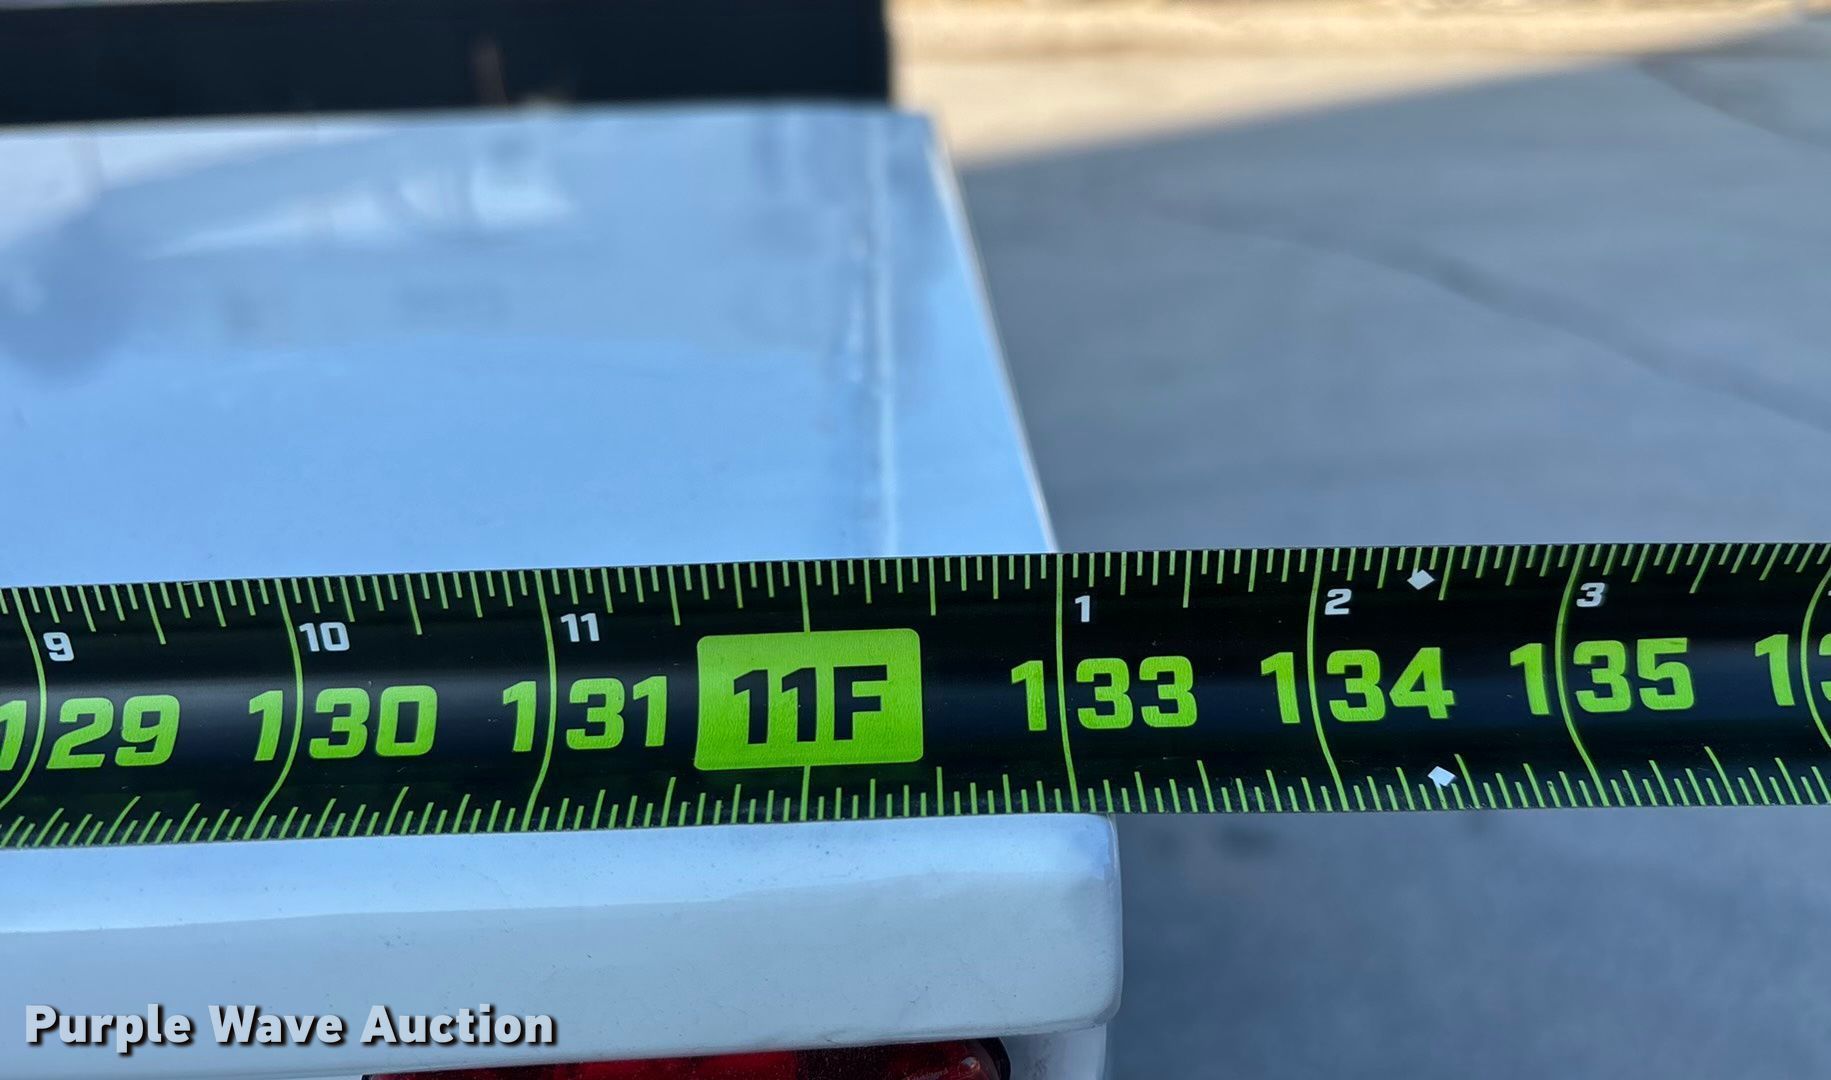 9 10 11 1 2 3
129 130 131 11F 133 134 135
Purple Wave Auction